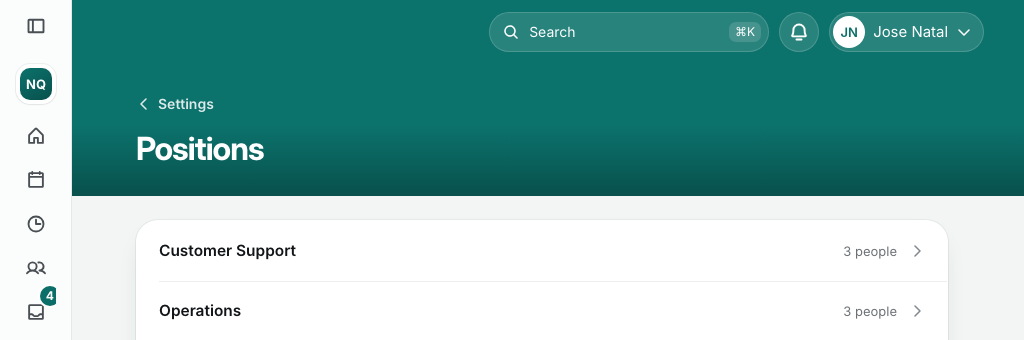 Search
⌘K
JN
Jose Natal
NQ
Settings
Positions
Customer Support
3 people
Operations
3 people
4